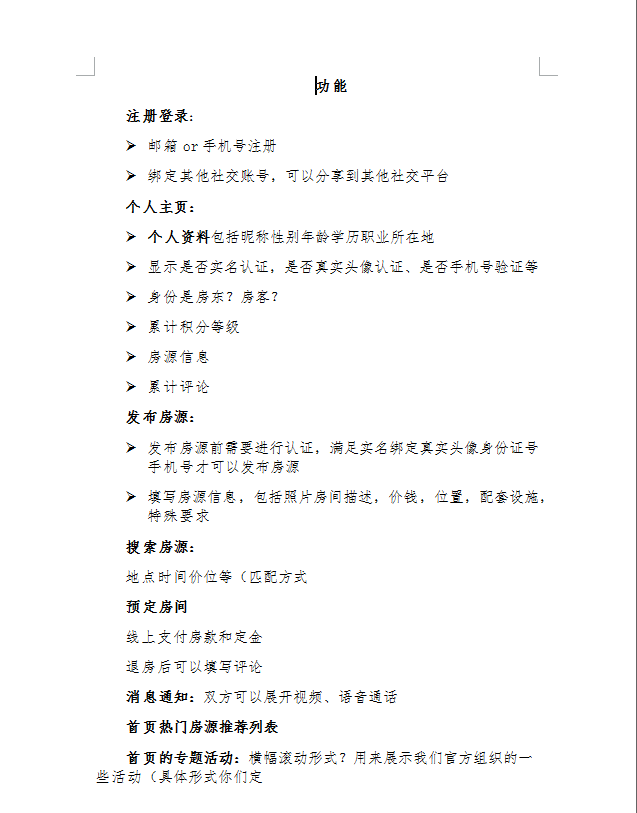 功能
注册登录:
➢ 邮箱 or 手机号注册
➢ 绑定其他社交账号，可以分享到其他社交平台
个人主页：
➢ 个人资料包括昵称性别年龄学历职业所在地
➢ 显示是否实名认证，是否真实头像认证、是否手机号验证等
➢ 身份是房东？房客？
➢ 累计积分等级
➢ 房源信息
➢ 累计评论
发布房源：
➢ 发布房源前需要进行认证，满足实名绑定真实头像身份证号
手机号才可以发布房源
➢ 填写房源信息，包括照片房间描述，价钱，位置，配套设施，
特殊要求
搜索房源：
地点时间价位等（匹配方式
预定房间
线上支付房款和定金
退房后可以填写评论
消息通知：双方可以展开视频、语音通话
首页热门房源推荐列表
首页的专题活动：横幅滚动形式？用来展示我们官方组织的一
些活动（具体形式你们定